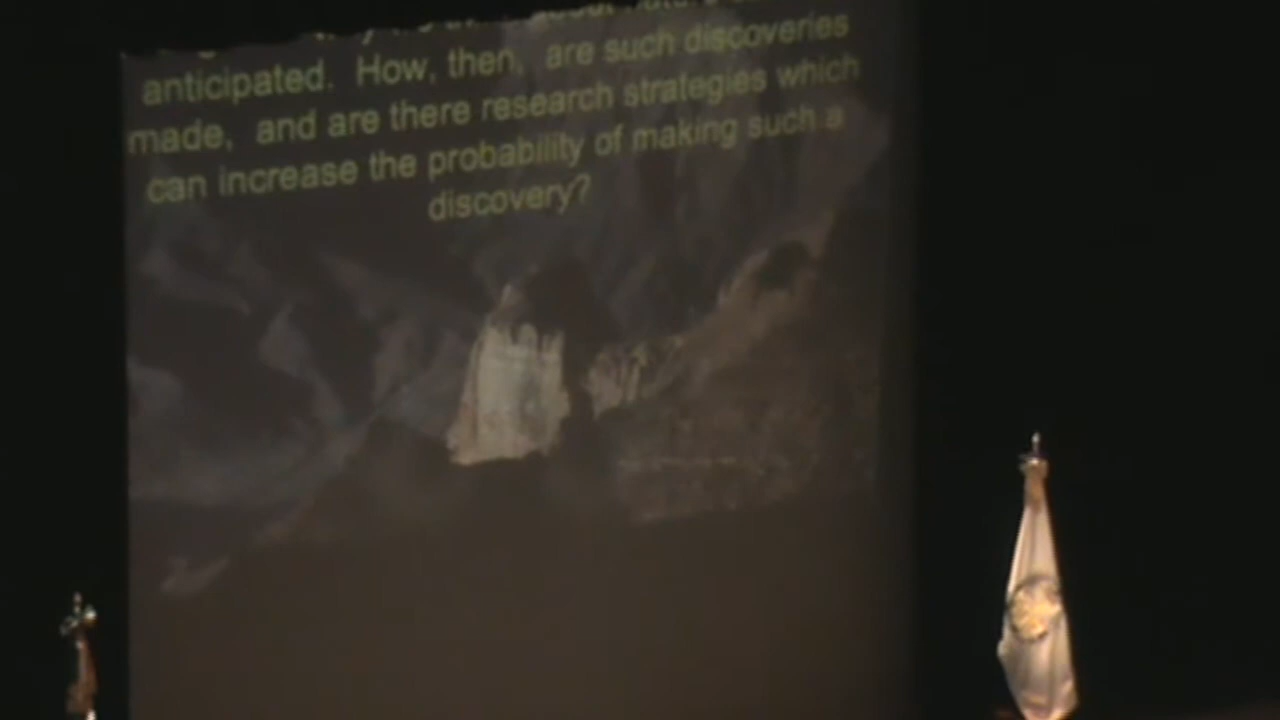 anticipated. How, then, are such discoveries
made, and are there research strategies which
can increase the probability of making such a
discovery?